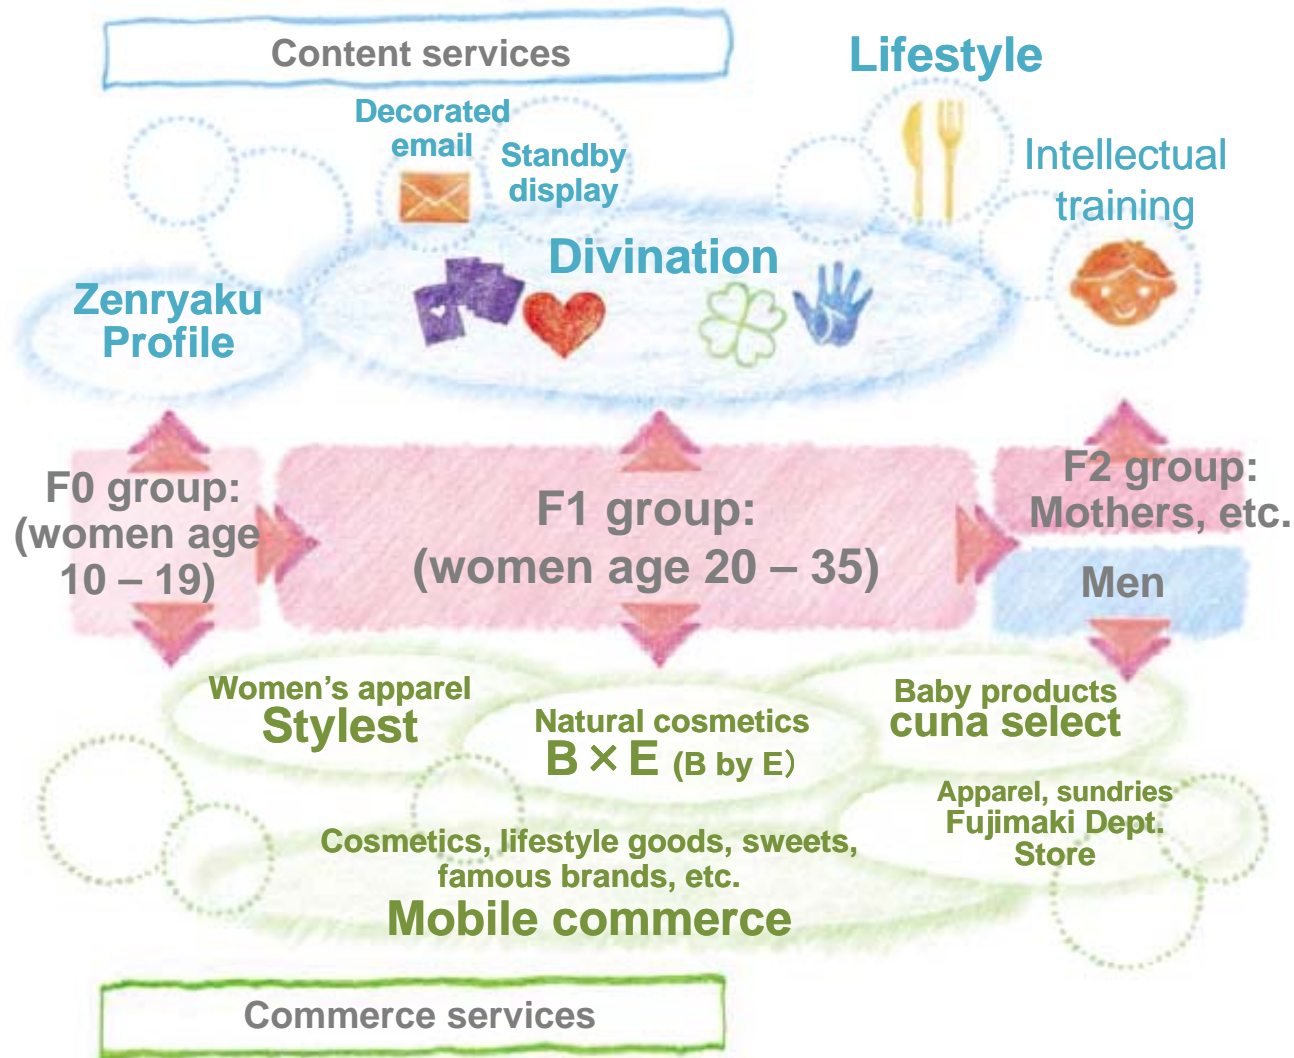 Content services
Lifestyle
Decorated
email
Standby
display
Intellectual
training
Divination
Zenryaku
Profile
F0 group:
(women age
10 – 19)
F1 group:
(women age 20 – 35)
F2 group:
Mothers, etc.
Men
Women’s apparel
Stylest
Natural cosmetics
B×E (B by E）
Baby products
cuna select
Apparel, sundries
Fujimaki Dept.
Store
Cosmetics, lifestyle goods, sweets,
famous brands, etc.
Mobile commerce
Commerce services